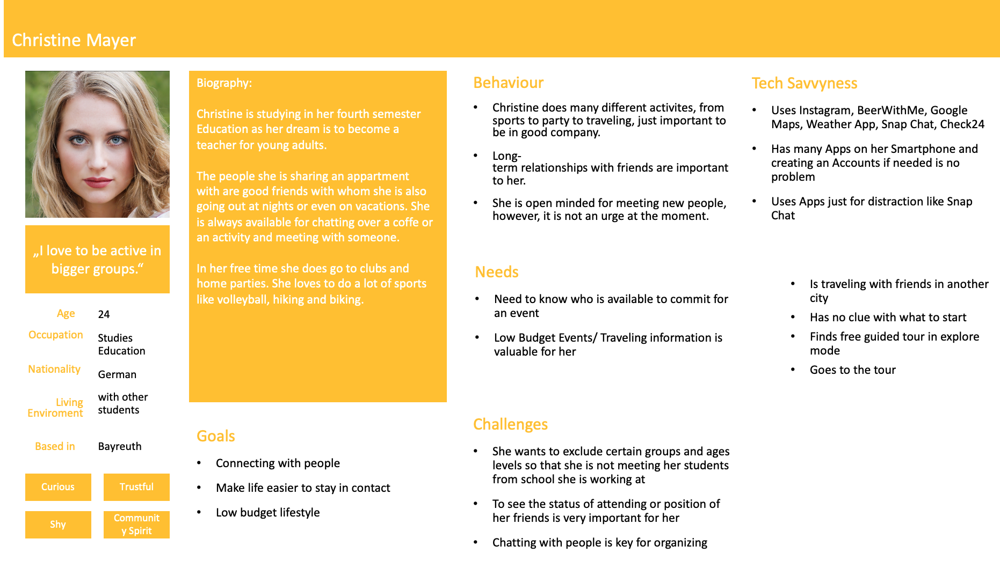 Christine Mayer
„I love to be active in
bigger groups.“
Age
24
Occupation
Studies
Education
Nationality
German
Living
Enviroment
with other
students
Based in
Bayreuth
Curious
Trustful
Shy
Communit
y Spirit
Biography:
Christine is studying in her fourth semester
Education as her dream is to become a
teacher for young adults.
The people she is sharing an appartment
with are good friends with whom she is also
going out at nights or even on vacations. She
is always available for chatting over a coffe or
an activity and meeting with someone.
In her free time she does go to clubs and
home parties. She loves to do a lot of sports
like volleyball, hiking and biking.
Goals
• Connecting with people
• Make life easier to stay in contact
• Low budget lifestyle
Behaviour
• Christine does many different activites, from
sports to party to traveling, just important to
be in good company.
• Long-
term relationships with friends are important
to her.
• She is open minded for meeting new people,
however, it is not an urge at the moment.
Needs
• Need to know who is available to commit for
an event
• Low Budget Events/ Traveling information is
valuable for her
Challenges
• She wants to exclude certain groups and ages
levels so that she is not meeting her students
from school she is working at
• To see the status of attending or position of
her friends is very important for her
• Chatting with people is key for organizing
Tech Savvyness
• Uses Instagram, BeerWithMe, Google
Maps, Weather App, Snap Chat, Check24
• Has many Apps on her Smartphone and
creating an Accounts if needed is no
problem
• Uses Apps just for distraction like Snap
Chat
• Is traveling with friends in another
city
• Has no clue with what to start
• Finds free guided tour in explore
mode
• Goes to the tour